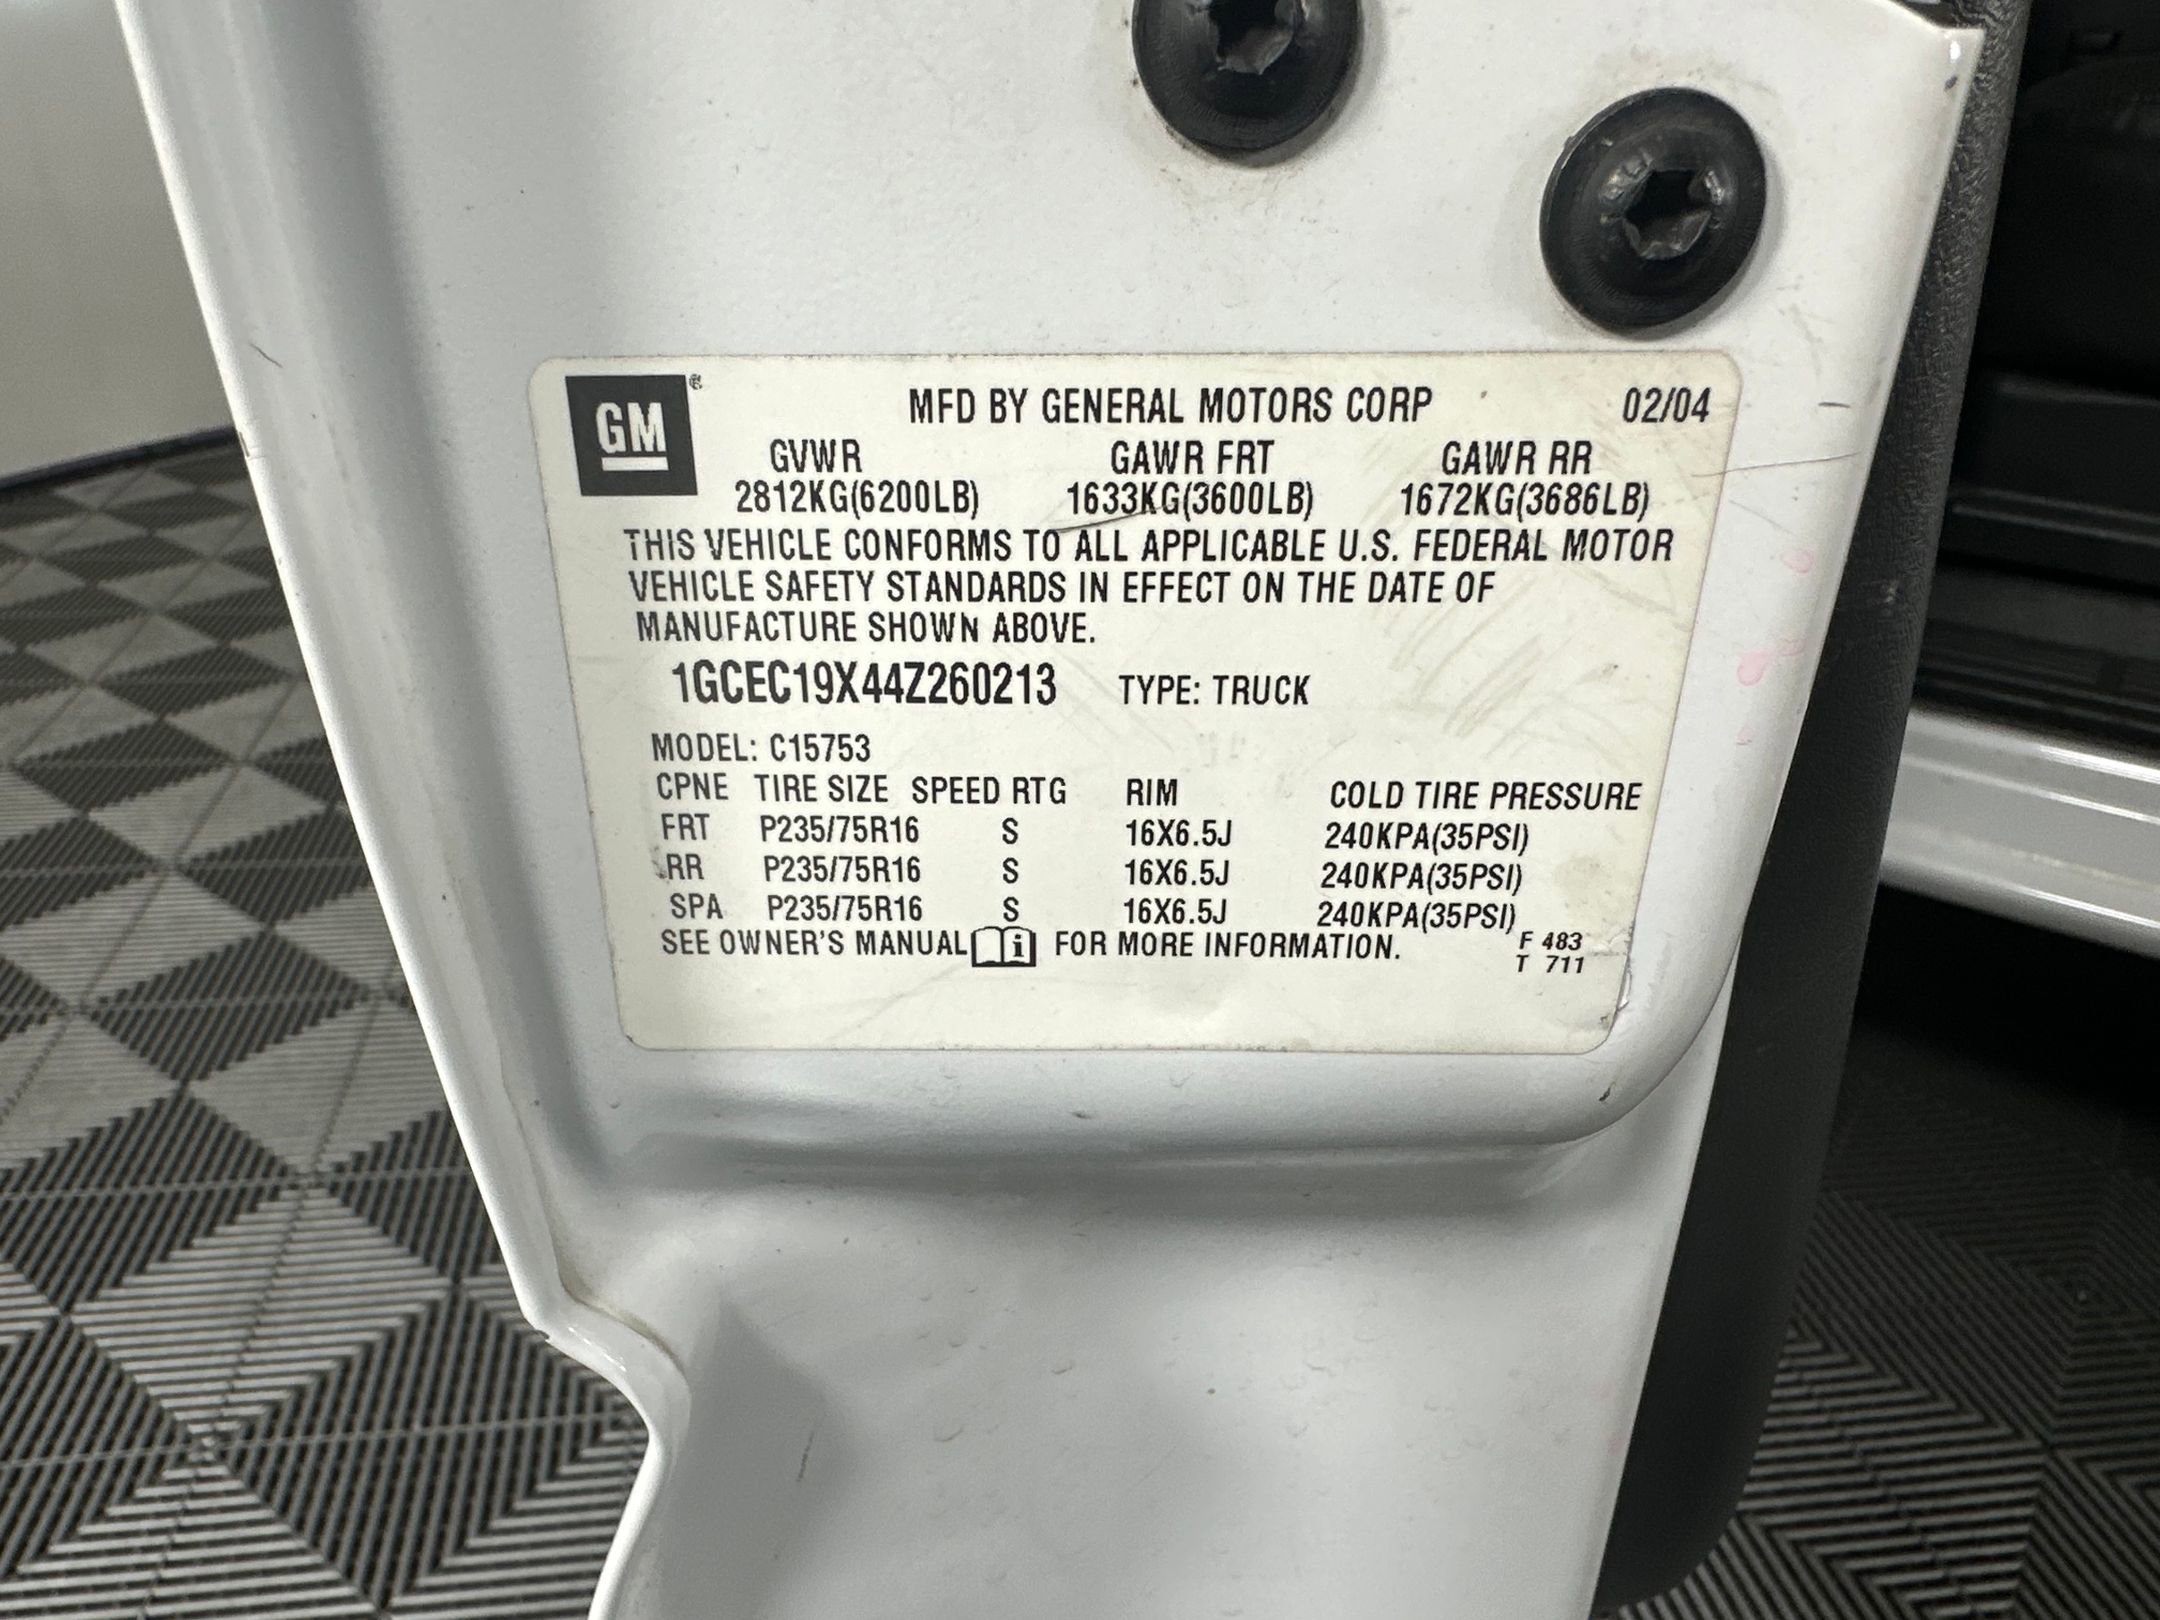 GM®
MFD BY GENERAL MOTORS CORP 02/04
GVWR GAWR FRT GAWR RR
2812KG(6200LB) 1633KG(3600LB) 1672KG(3686LB)
THIS VEHICLE CONFORMS TO ALL APPLICABLE U.S. FEDERAL MOTOR
VEHICLE SAFETY STANDARDS IN EFFECT ON THE DATE OF
MANUFACTURE SHOWN ABOVE.
1GCEC19X44Z260213 TYPE: TRUCK
MODEL: C15753
CPNE TIRE SIZE SPEED RTG RIM COLD TIRE PRESSURE
FRT P235/75R16 S 16X6.5J 240KPA(35PSI)
RR P235/75R16 S 16X6.5J 240KPA(35PSI)
SPA P235/75R16 S 16X6.5J 240KPA(35PSI)
SEE OWNER'S MANUAL i FOR MORE INFORMATION.
F 483
T 711